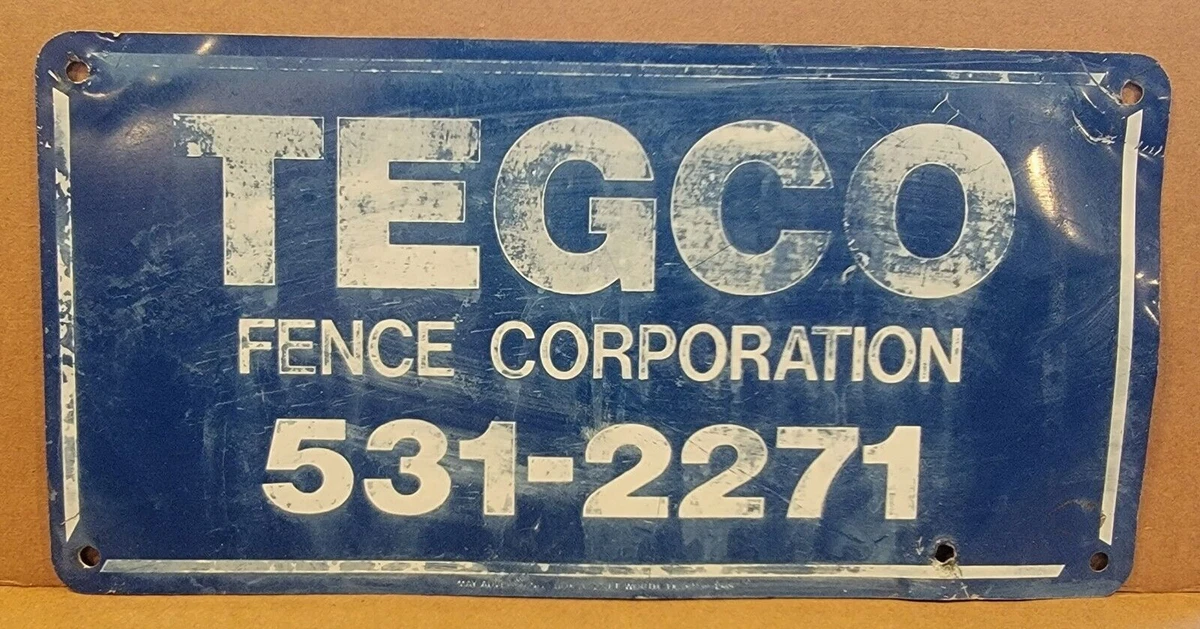 TEGCO
FENCE CORPORATION
531-2271